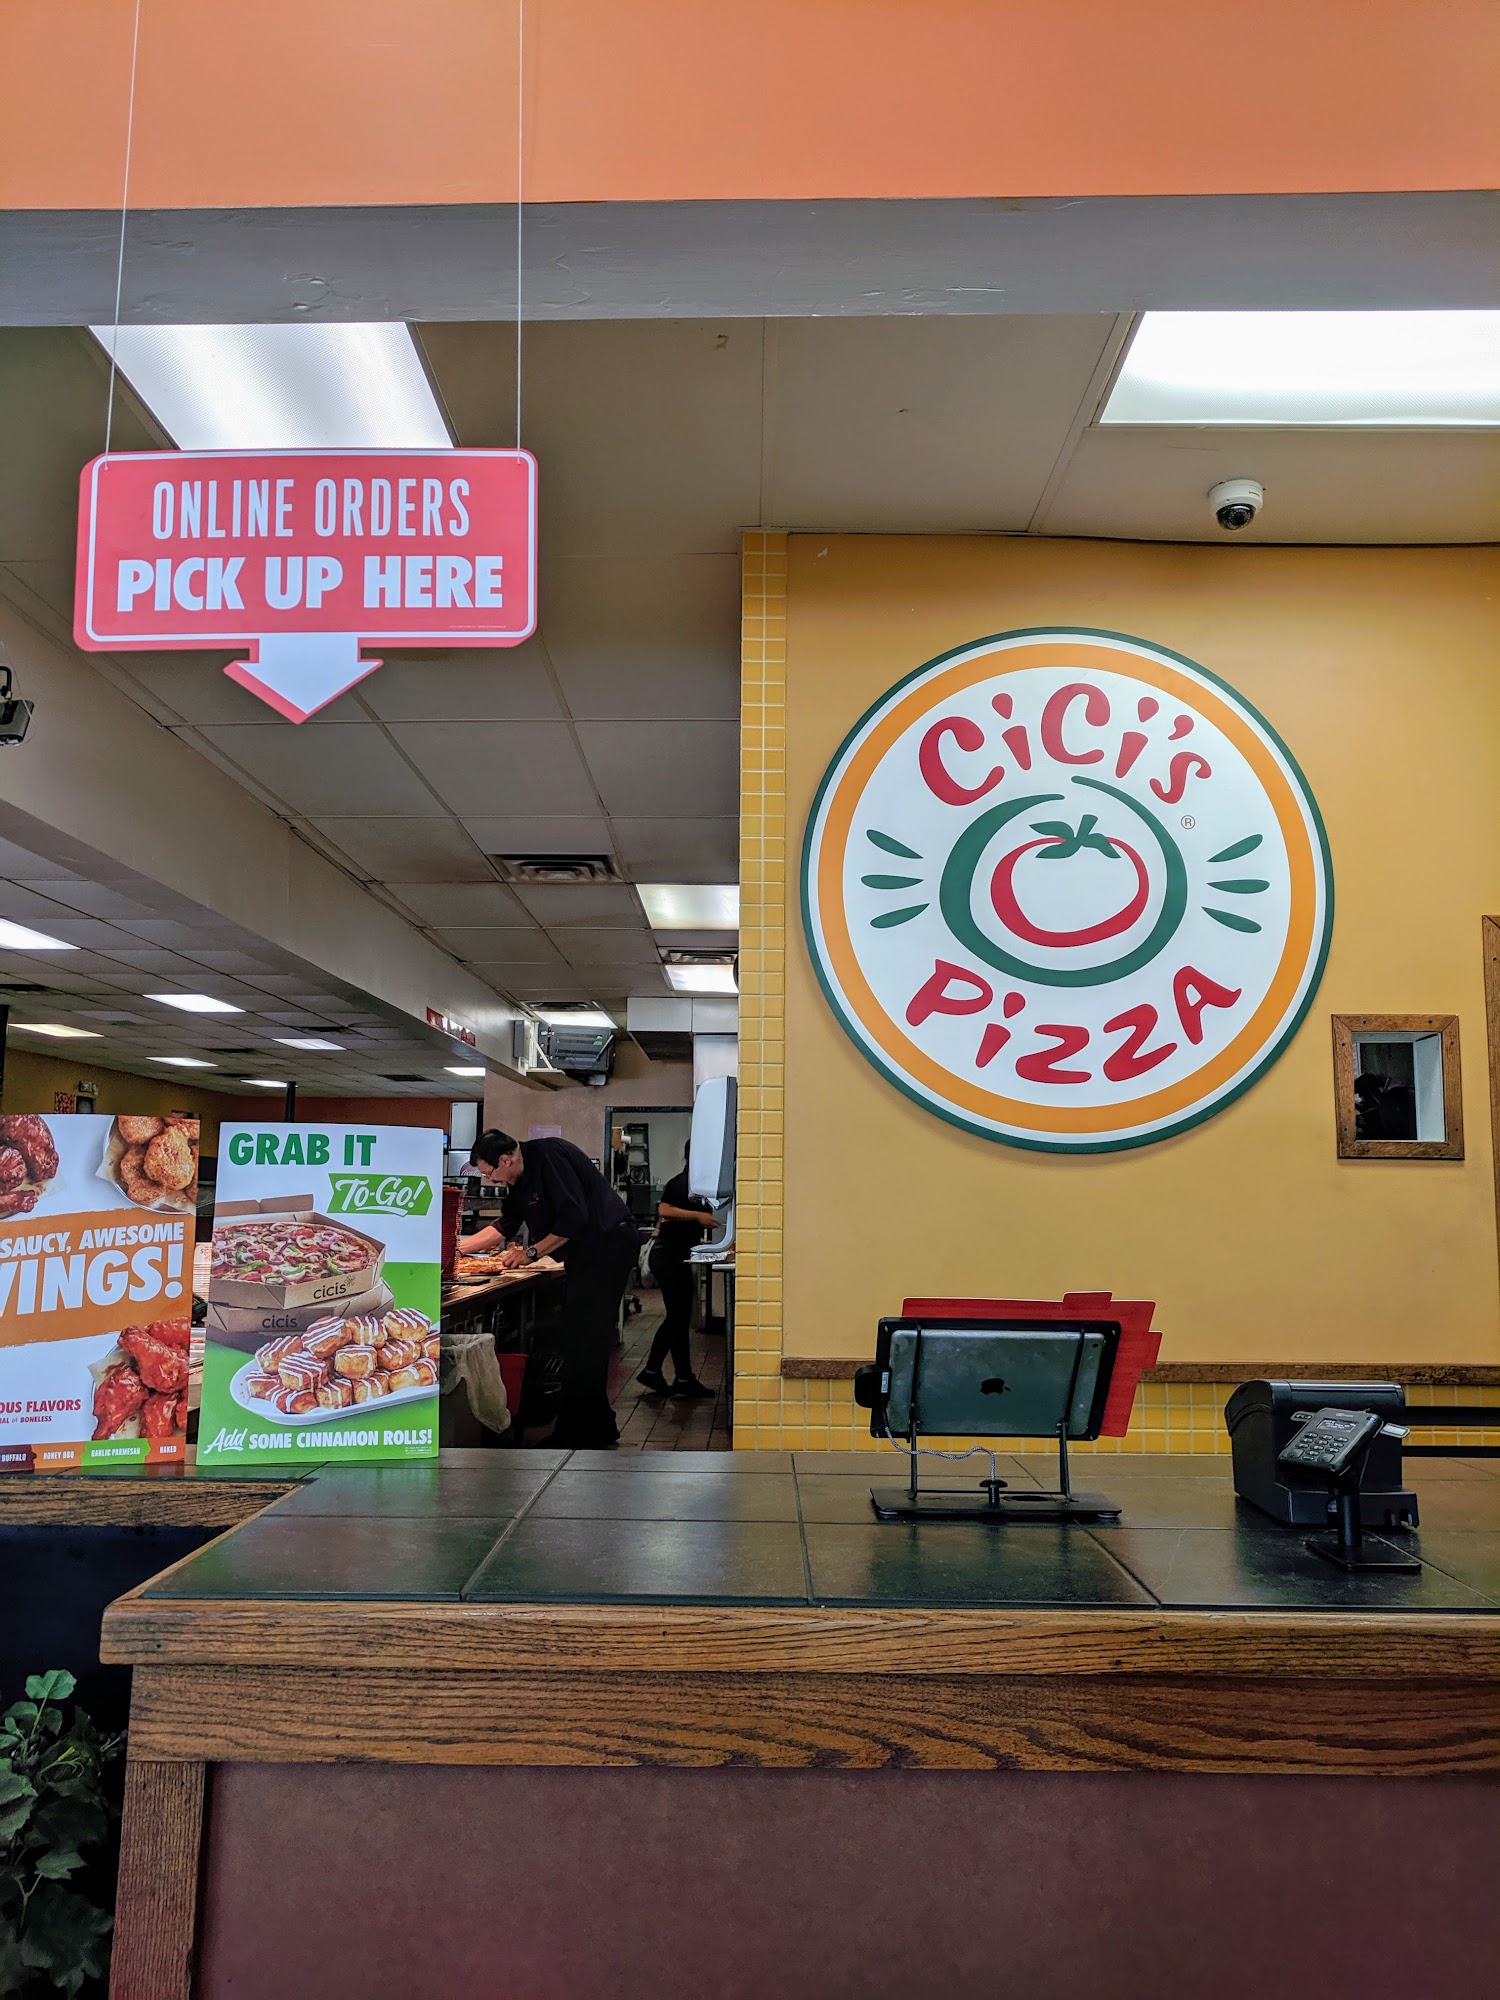 ONLINE ORDERS
PICK UP HERE
CiCi's
®
Pizza
GRAB IT
To-Go!
cicis
cicis
Add SOME CINNAMON ROLLS!
SAUCY, AWESOME
WINGS!
OUS FLAVORS
BONELESS
BUFFALO HONEY BBQ GARLIC PARMESAN NAKED